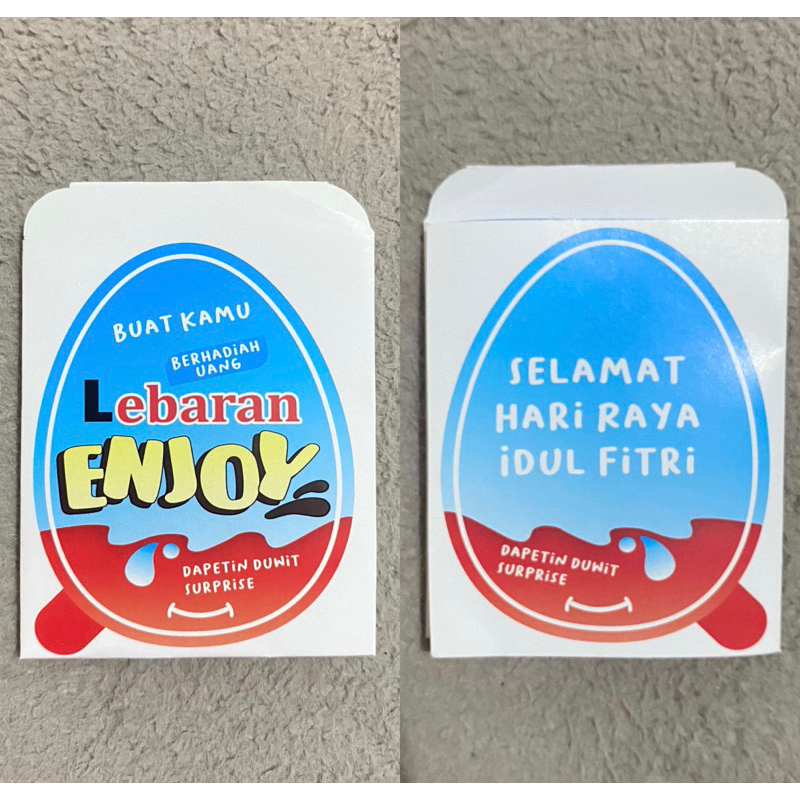 BUAT KAMU
BERHADiAH
UANG
Lebaran
ENJOY
DAPETiN DUWiT
SURPRiSE
SELAMAT
HARi RAYA
iDUL FiTRi
DAPETiN DUWiT
SURPRiSE